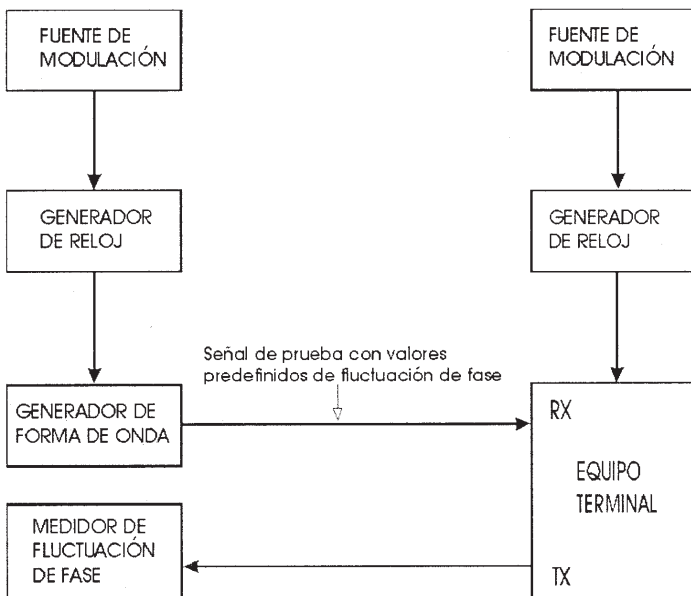 FUENTE DE
MODULACIÓN
FUENTE DE
MODULACIÓN
GENERADOR
DE RELOJ
GENERADOR
DE RELOJ
Señal de prueba con valores
predefinidos de fluctuación de fase
GENERADOR DE
FORMA DE ONDA
RX
EQUIPO
TERMINAL
MEDIDOR DE
FLUCTUACIÓN
DE FASE
TX